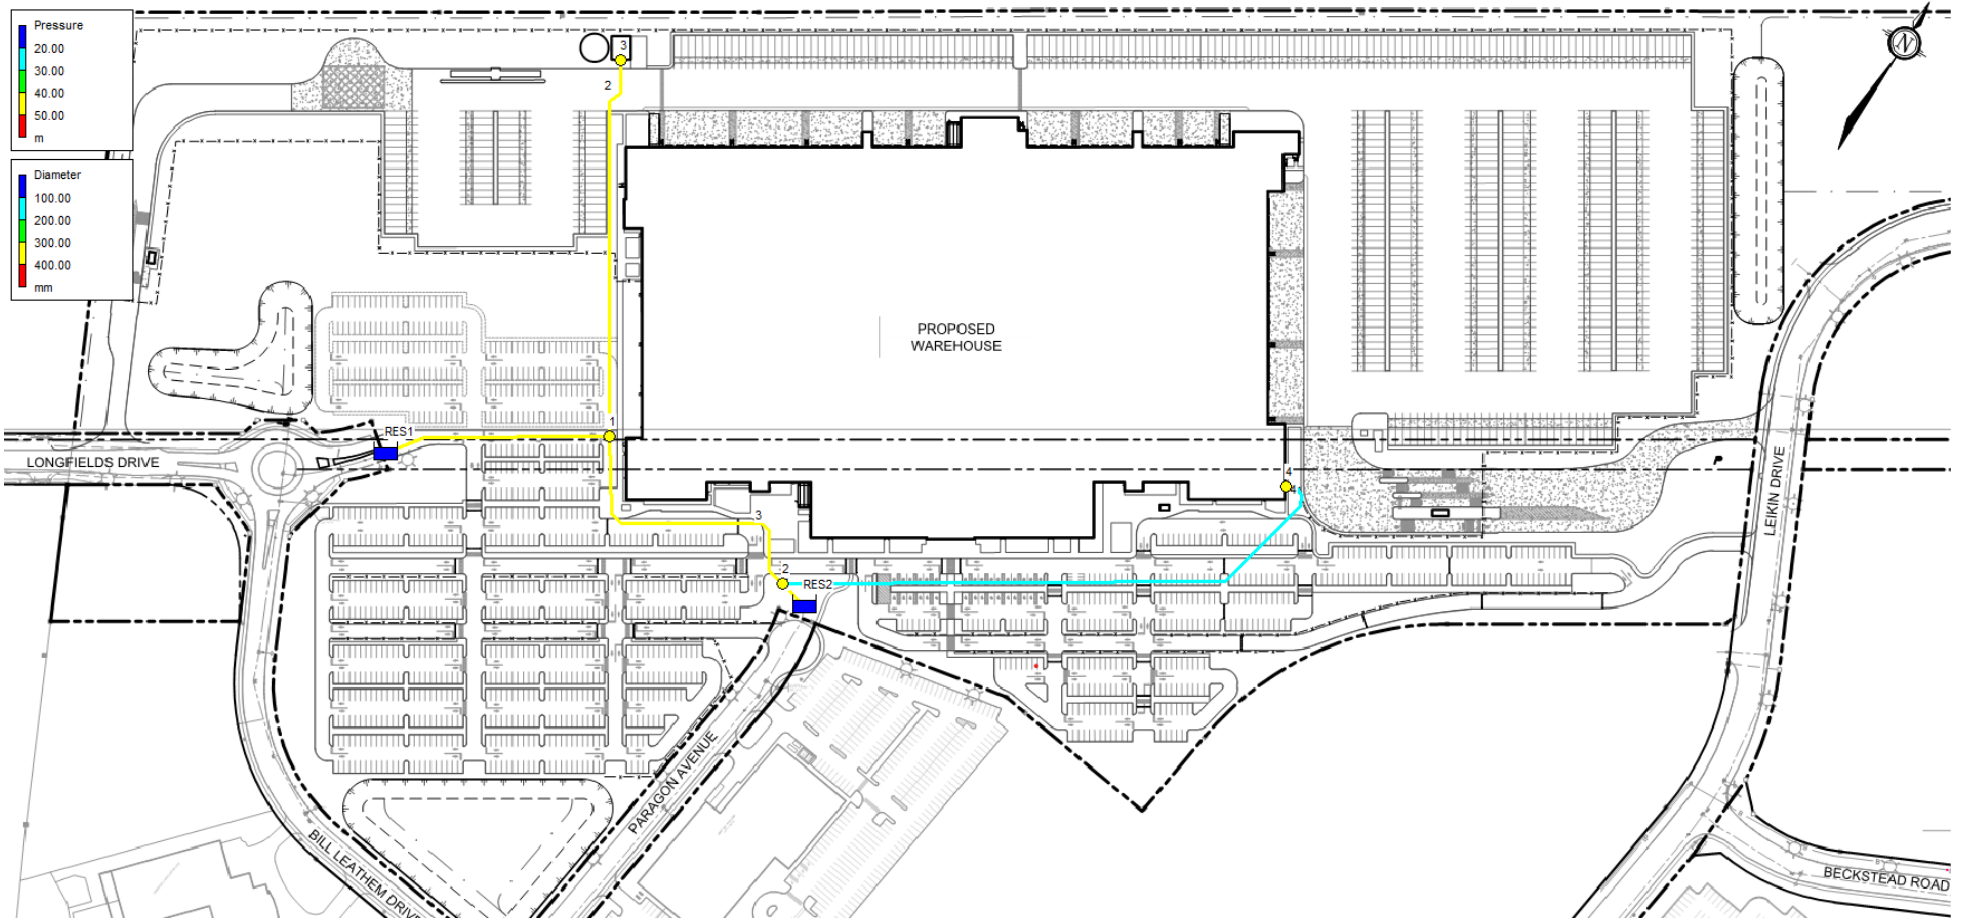 Pressure
20.00
30.00
40.00
50.00
m
Diameter
100.00
200.00
300.00
400.00
mm
3
2
N
PROPOSED
WAREHOUSE
1
RES1
LONGFIELDS DRIVE
4
4
3
2
RES2
P
LEIKIN DRIVE
PARAGON AVENUE
BILL LEATHEM DRIVE
BECKSTEAD ROAD